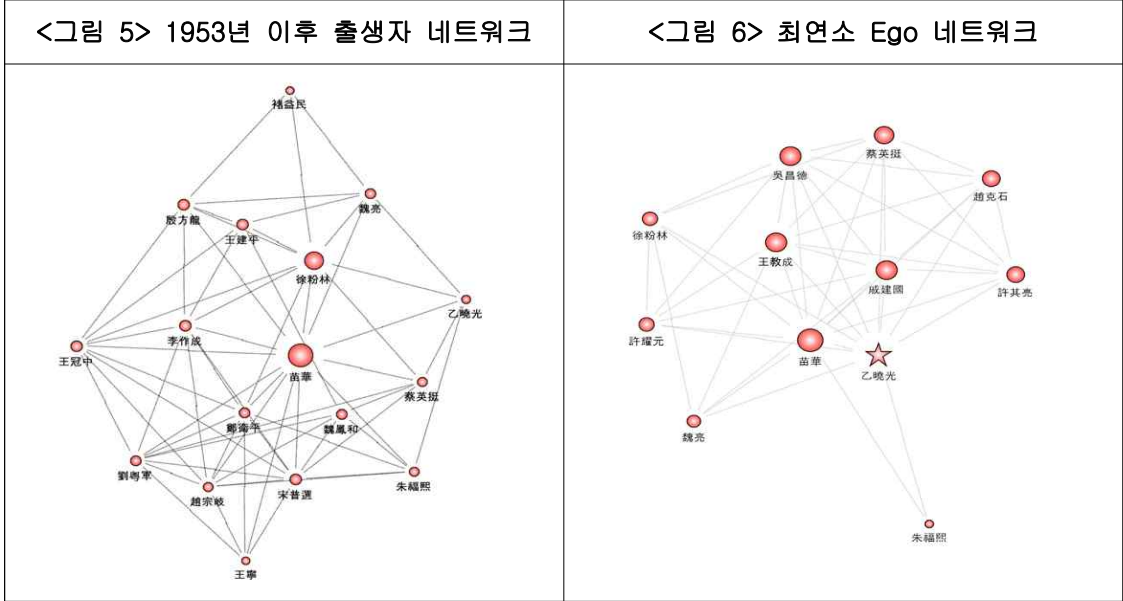 <그림 5> 1953년 이후 출생자 네트워크
<그림 6> 최연소 Ego 네트워크
褚益民
殷方龍
魏亮
王建平
徐粉林
乙曉光
李作成
王冠中
苗華
蔡英挺
鄭衛平
魏鳳和
劉粤軍
趙宗岐
宋普選
朱福熙
王寧
蔡英挺
吳昌德
趙克石
徐粉林
王教成
戚建國
許其亮
許耀元
苗華
乙曉光
魏亮
朱福熙